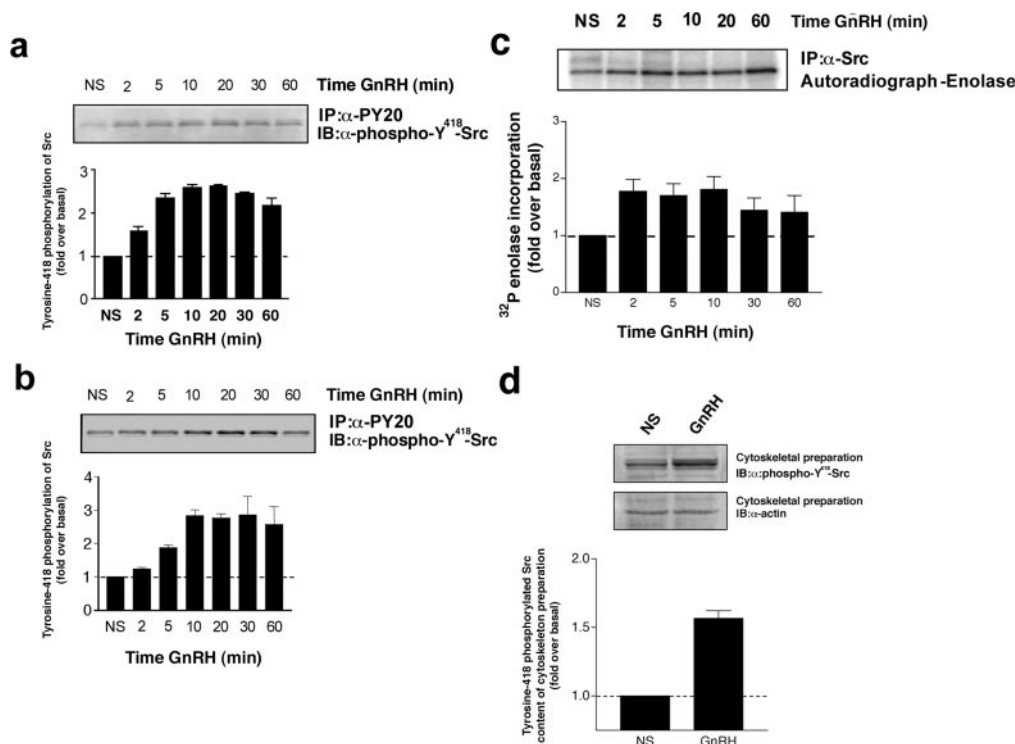 a
NS 2 5 10 20 30 60 Time GnRH (min)
IP:α-PY20
IB:α-phospho-Y418-Src
Tyrosine-418 phosphorylation of Src
(fold over basal)
3
2
1
0
NS 2 5 10 20 30 60
Time GnRH (min)
b
NS 2 5 10 20 30 60 Time GnRH (min)
IP:α-PY20
IB:α-phospho-Y418-Src
Tyrosine-418 phosphorylation of Src
(fold over basal)
4
3
2
1
0
NS 2 5 10 20 30 60
Time GnRH (min)
c
NS 2 5 10 20 60 Time GnRH (min)
IP:α-Src
Autoradiograph-Enolase
32P enolase incorporation
(fold over basal)
3
2
1
0
NS 2 5 10 30 60
Time GnRH (min)
d
NS GnRH
Cytoskeletal preparation
IB:α:phospho-Y418-Src
Cytoskeletal preparation
IB:α-actin
Tyrosine-418 phosphorylated Src
content of cytoskeleton preparation
(fold over basal)
2.0
1.5
1.0
NS GnRH